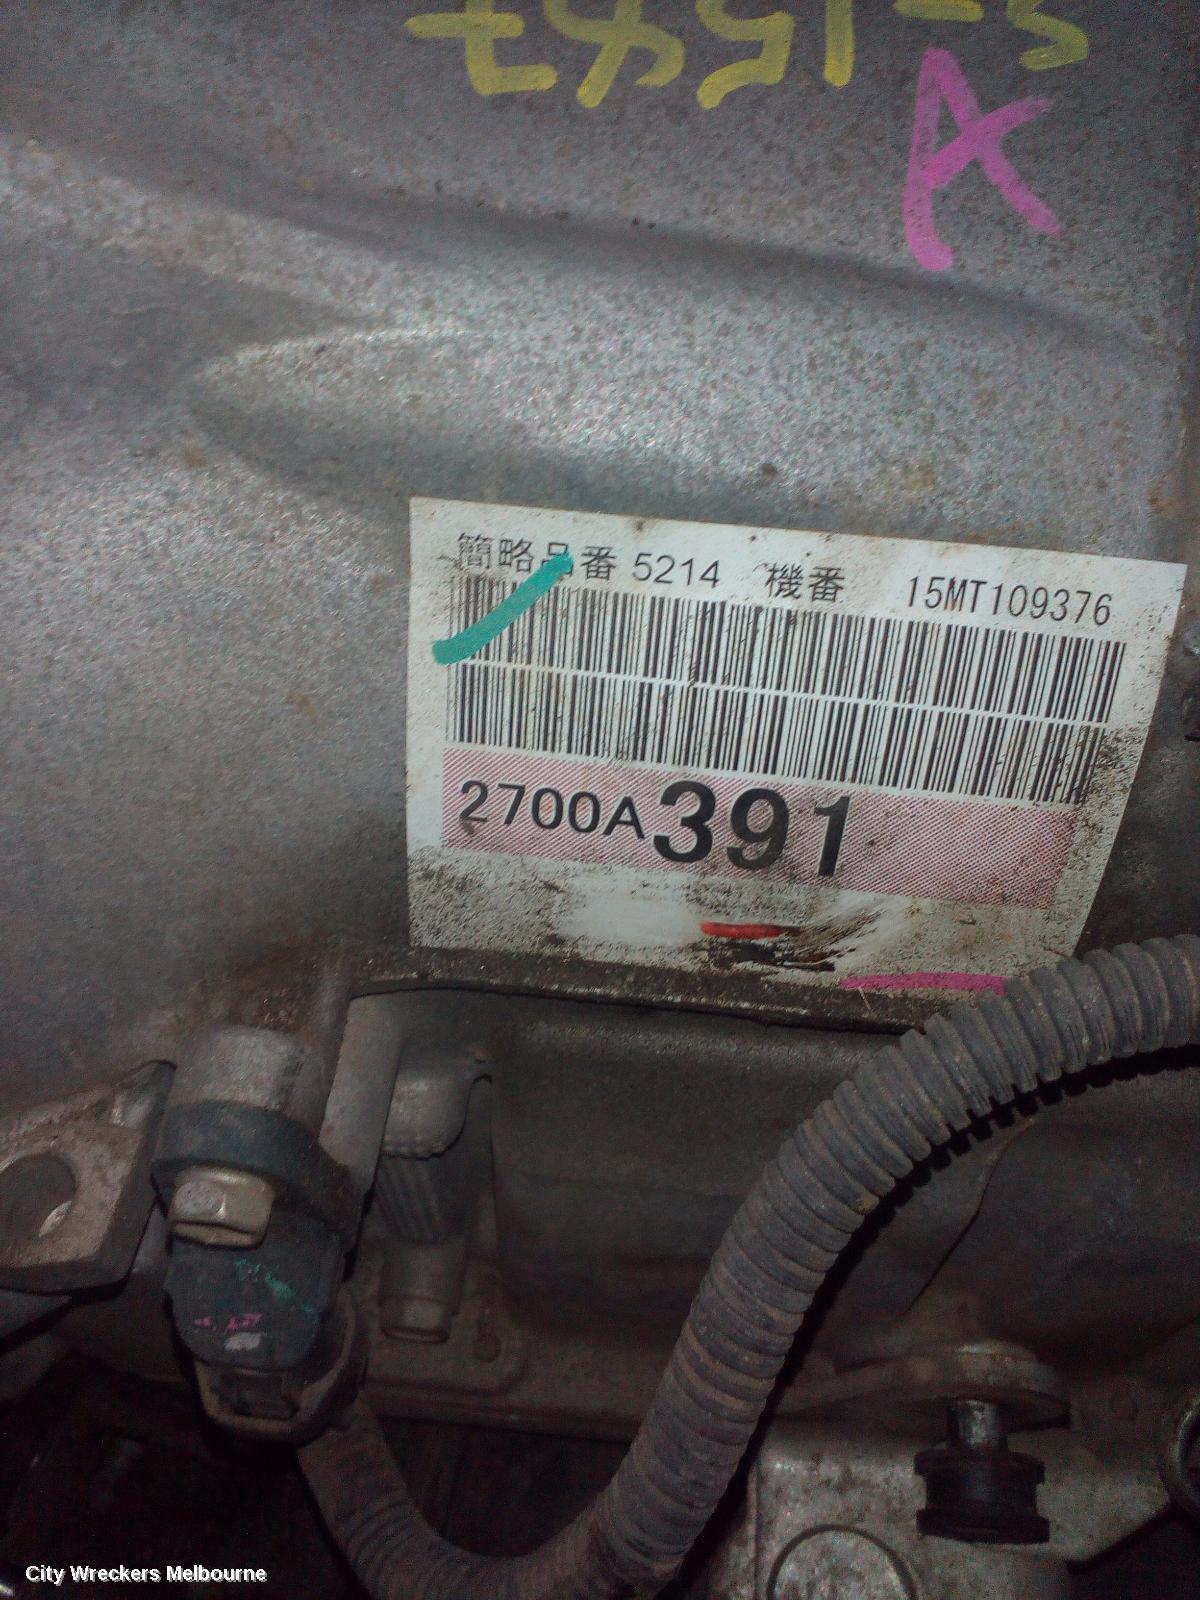 A
簡略品番 5214 機番 15MT109376
2700A391
City Wreckers Melbourne